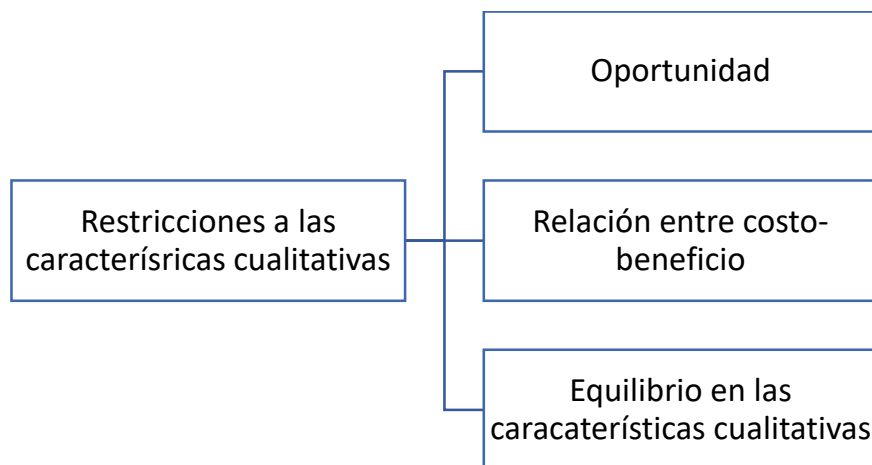 Restricciones a las
caracterísricas cualitativas
Oportunidad
Relación entre costo-
beneficio
Equilibrio en las
caracaterísticas cualitativas